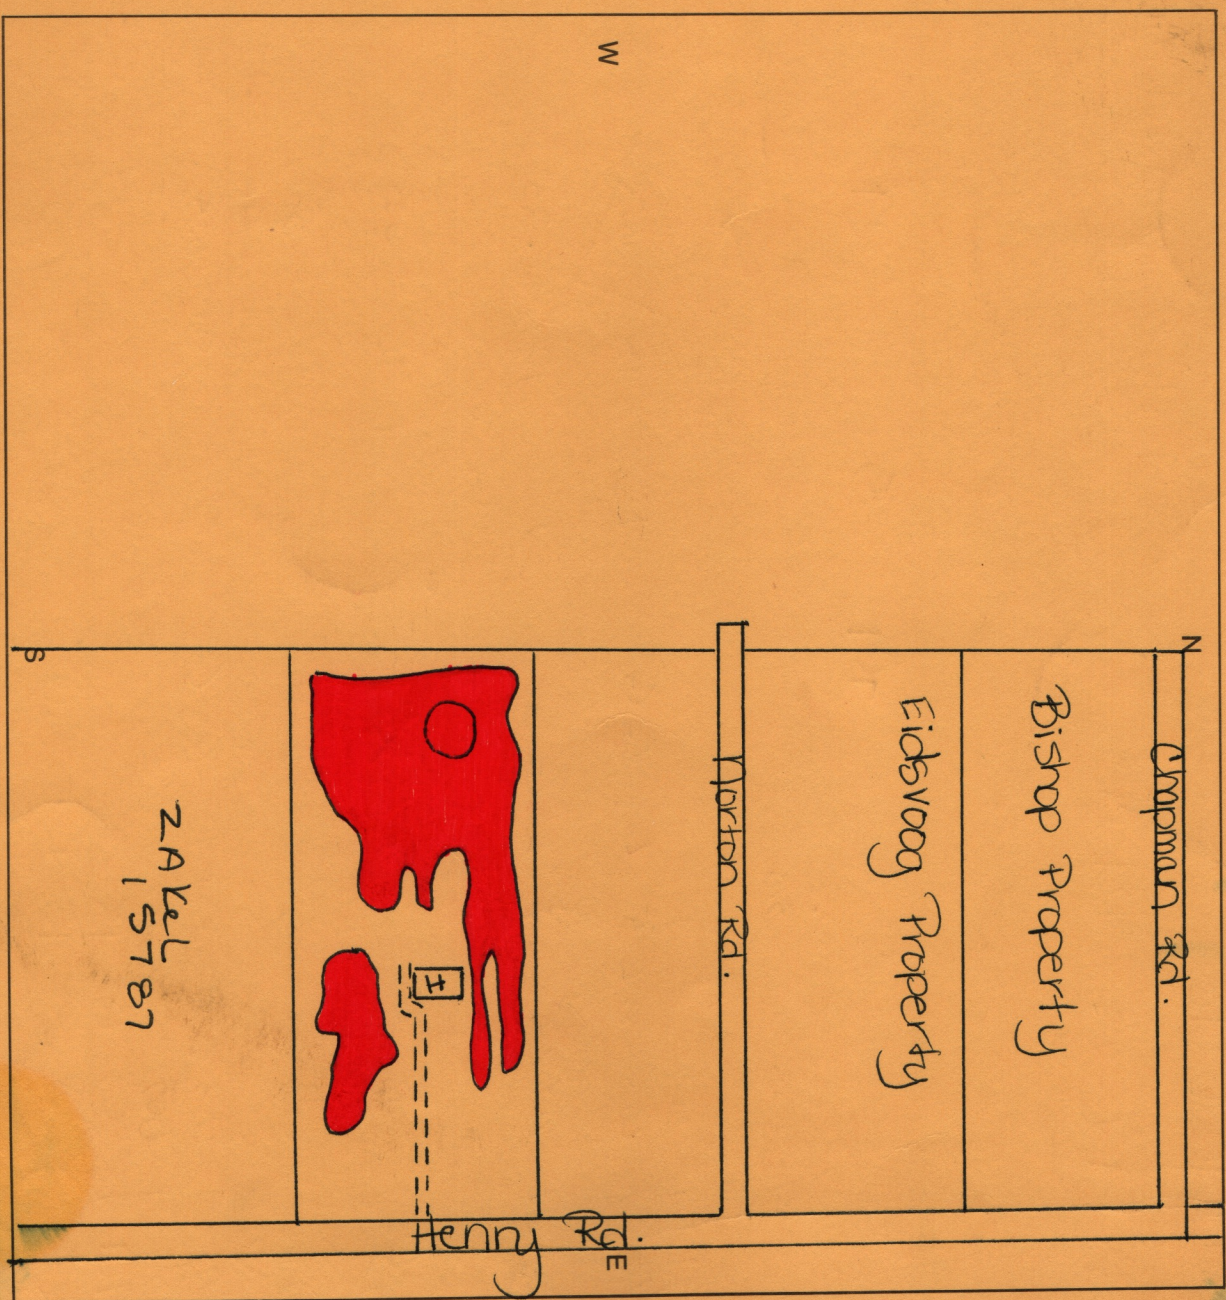 W
N
S
E
Chapman Rd.
Bishop Property
Eidsvoog Property
Norton Rd.
H
ZAKEL
15787
Henry Rd.